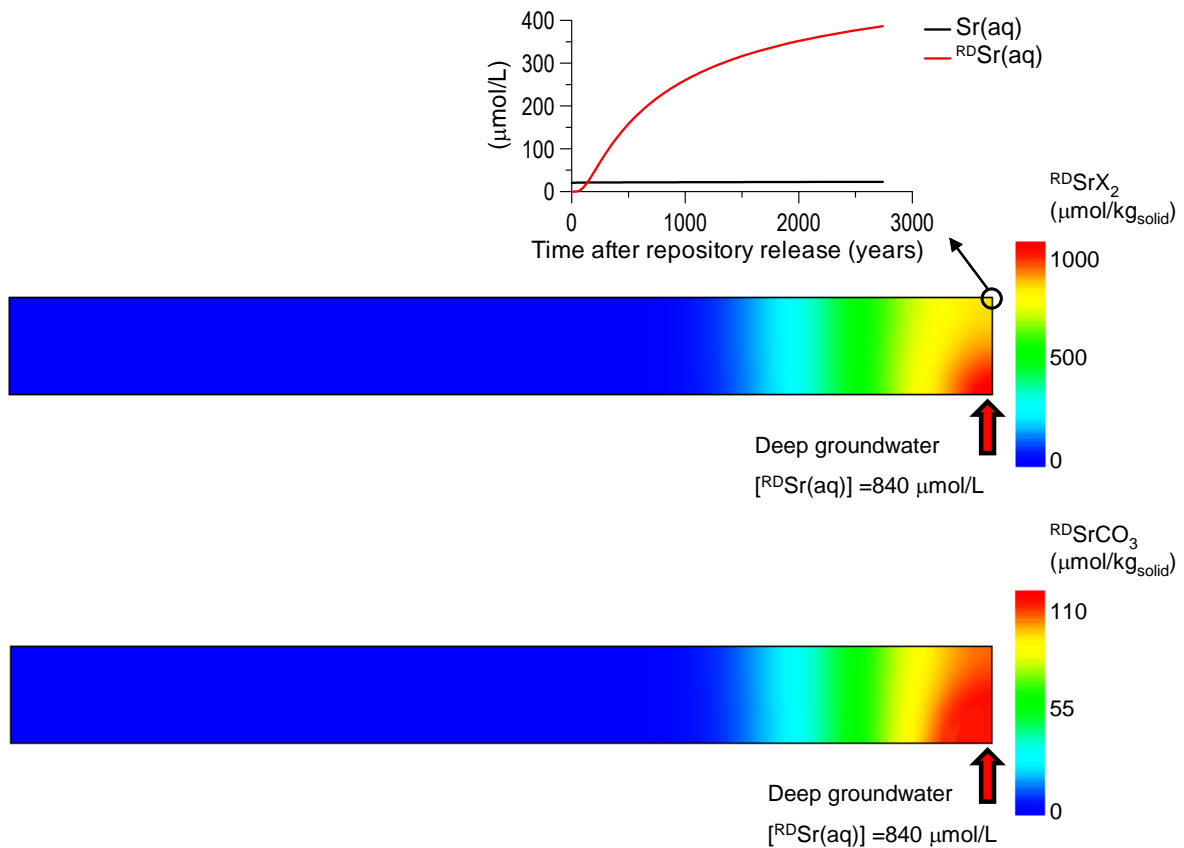 400
300
200
100
0
(μmol/L)
Sr(aq)
RDSr(aq)
0 1000 2000 3000
Time after repository release (years)
RDSrX2
(μmol/kgsolid)
1000
500
0
Deep groundwater
[RDSr(aq)] =840 μmol/L
RDSrCO3
(μmol/kgsolid)
110
55
0
Deep groundwater
[RDSr(aq)] =840 μmol/L